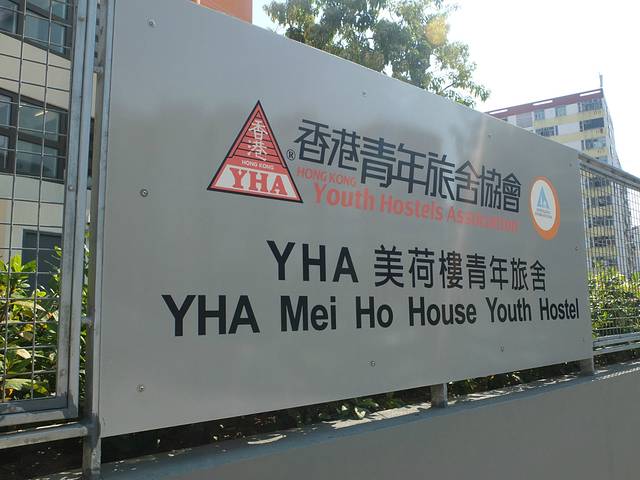 香港
HONG KONG
YHA
®
香港青年旅舍協會
HONG KONG
Youth Hostels Association
YHA 美荷樓青年旅舍
YHA Mei Ho House Youth Hostel